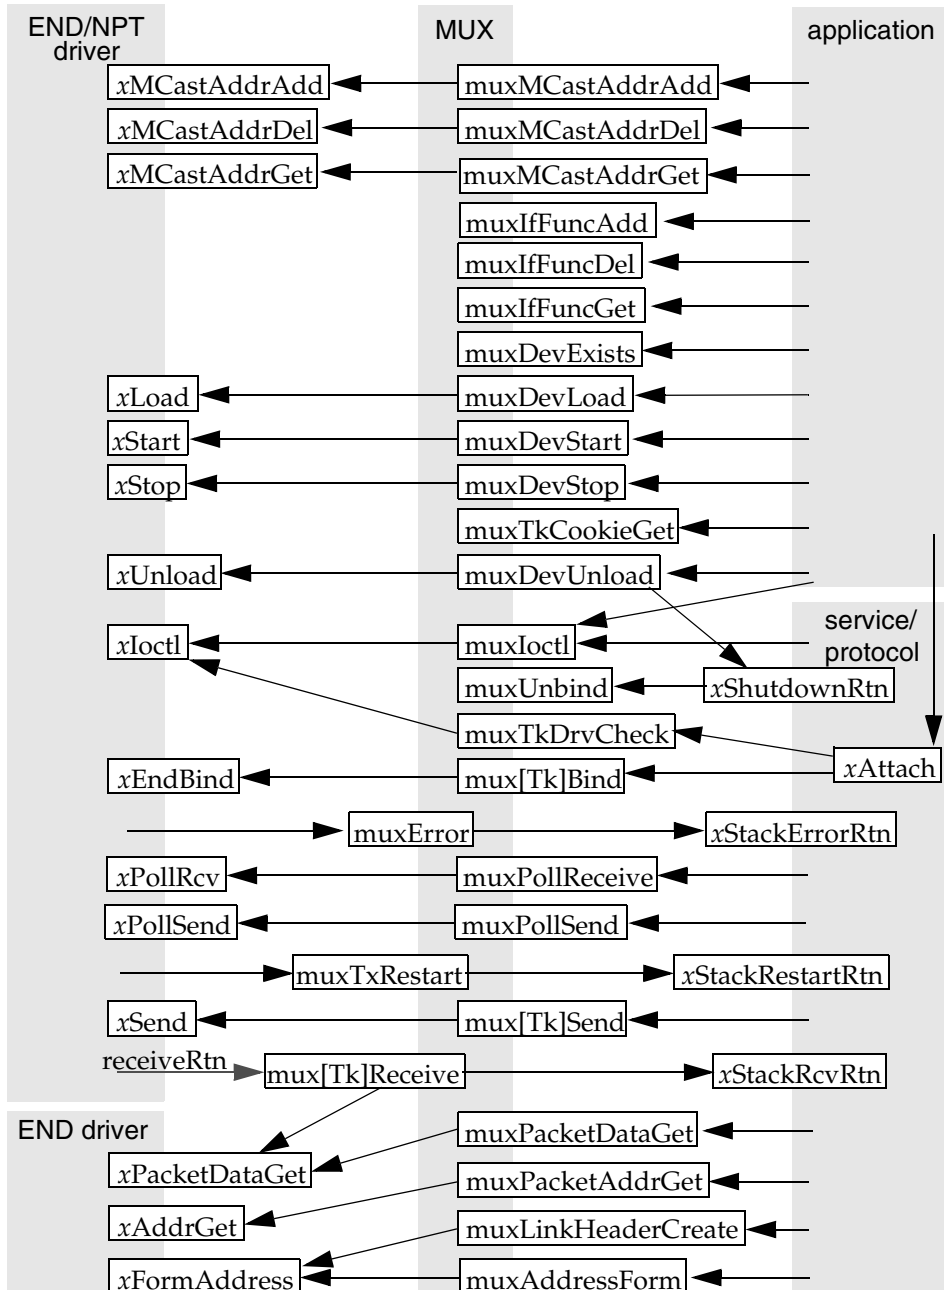 END/NPT
driver
MUX
application
xMCastAddrAdd
muxMCastAddrAdd
xMCastAddrDel
muxMCastAddrDel
xMCastAddrGet
muxMCastAddrGet
muxIfFuncAdd
muxIfFuncDel
muxIfFuncGet
muxDevExists
xLoad
muxDevLoad
xStart
muxDevStart
xStop
muxDevStop
muxTkCookieGet
xUnload
muxDevUnload
service/
protocol
xIoctl
muxIoctl
muxUnbind
xShutdownRtn
muxTkDrvCheck
xAttach
xEndBind
mux[Tk]Bind
muxError
xStackErrorRtn
xPollRcv
muxPollReceive
xPollSend
muxPollSend
muxTxRestart
xStackRestartRtn
xSend
mux[Tk]Send
receiveRtn
mux[Tk]Receive
xStackRcvRtn
END driver
muxPacketDataGet
xPacketDataGet
muxPacketAddrGet
xAddrGet
muxLinkHeaderCreate
xFormAddress
muxAddressForm